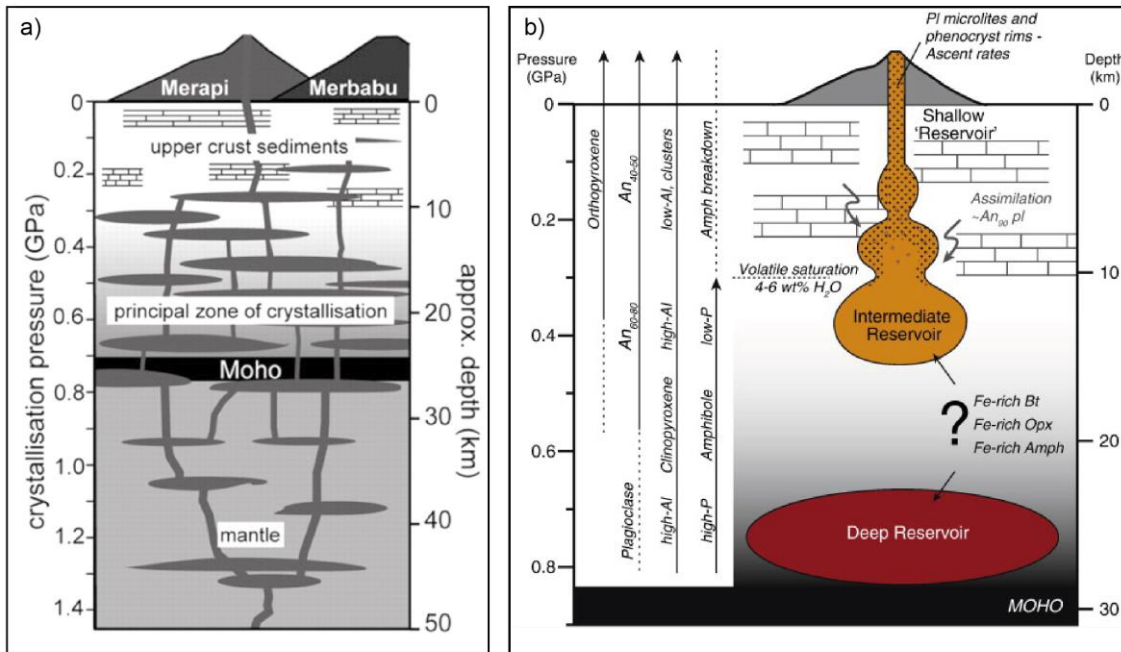 a)
Merapi
Merbabu
0
0
upper crust sediments
0.2
10
0.4
principal zone of crystallisation
20
0.6
Moho
0.8
30
1.0
40
mantle
1.2
1.4
50
crystallisation pressure (GPa)
approx. depth (km)
b)
Pl microlites and
phenocryst rims -
Ascent rates
Pressure
(GPa)
Depth
(km)
0
0
Shallow
'Reservoir'
Orthopyroxene
An40-50
low-Al, clusters
Amph breakdown
0.2
Assimilation
~An90 pl
Volatile saturation
4-6 wt% H2O
10
Intermediate
Reservoir
0.4
An60-80
high-Al
low-P
?
Fe-rich Bt
Fe-rich Opx
Fe-rich Amph
20
Clinopyroxene
Amphibole
0.6
Plagioclase
high-Al
high-P
Deep Reservoir
0.8
MOHO
30